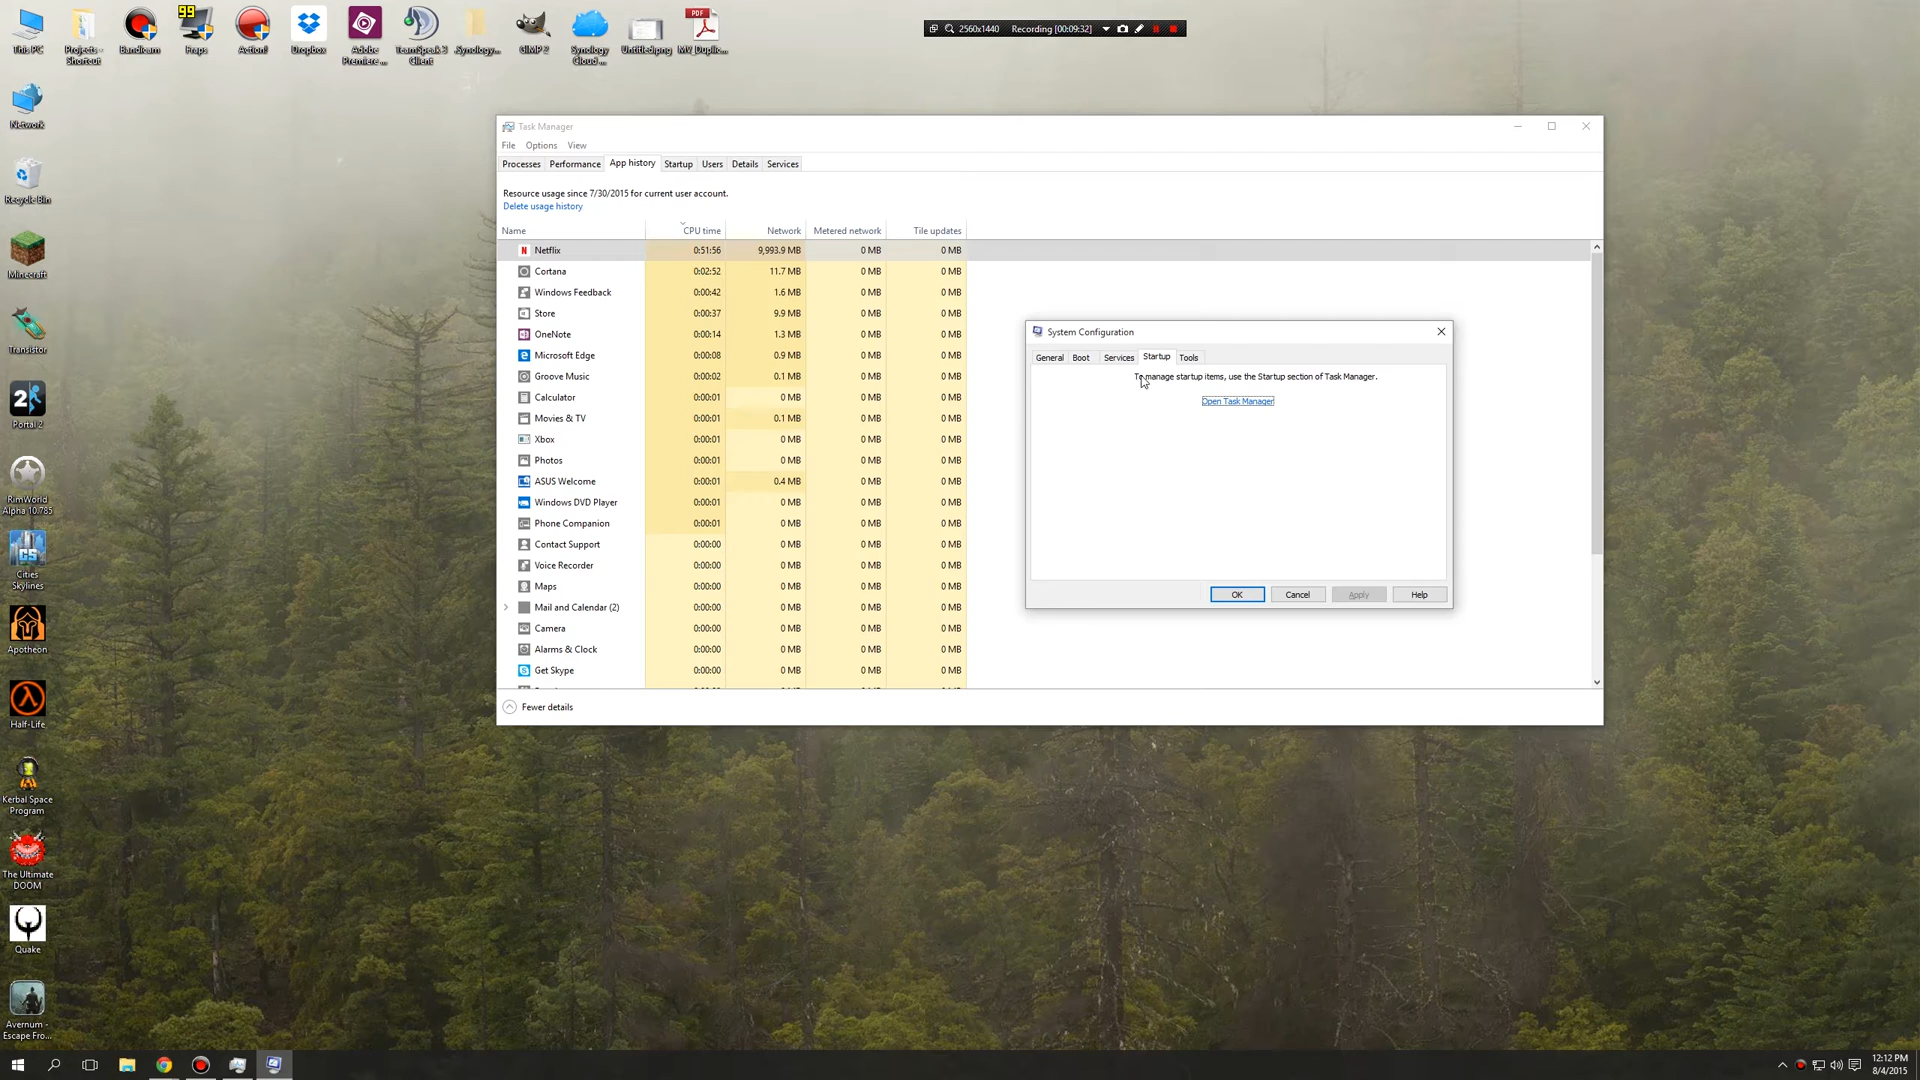 This PC
Projects - Shortcut
Bandicam
99
Fraps
Action!
Dropbox
Adobe Premiere ...
TeamSpeak 3 Client
.Synology...
GIMP 2
Synology Cloud ...
Untitled.png
PDF
MV_Duplic...
2560x1440 Recording [00:09:32]
Network
Recycle Bin
Minecraft
Transistor
2
Portal 2
RimWorld Alpha 10.785
CS
Cities Skylines
Apotheon
Half-Life
Kerbal Space Program
The Ultimate DOOM
Quake
Avernum - Escape Fro...
Task Manager
File Options View
Processes Performance App history Startup Users Details Services
Resource usage since 7/30/2015 for current user account.
Delete usage history
Name CPU time Network Metered network Tile updates
N Netflix 0:51:56 9,993.9 MB 0 MB 0 MB
Cortana 0:02:52 11.7 MB 0 MB 0 MB
Windows Feedback 0:00:42 1.6 MB 0 MB 0 MB
Store 0:00:37 9.9 MB 0 MB 0 MB
OneNote 0:00:14 1.3 MB 0 MB 0 MB
Microsoft Edge 0:00:08 0.9 MB 0 MB 0 MB
Groove Music 0:00:02 0.1 MB 0 MB 0 MB
Calculator 0:00:01 0 MB 0 MB 0 MB
Movies & TV 0:00:01 0.1 MB 0 MB 0 MB
Xbox 0:00:01 0 MB 0 MB 0 MB
Photos 0:00:01 0 MB 0 MB 0 MB
ASUS Welcome 0:00:01 0.4 MB 0 MB 0 MB
Windows DVD Player 0:00:01 0 MB 0 MB 0 MB
Phone Companion 0:00:01 0 MB 0 MB 0 MB
Contact Support 0:00:00 0 MB 0 MB 0 MB
Voice Recorder 0:00:00 0 MB 0 MB 0 MB
Maps 0:00:00 0 MB 0 MB 0 MB
Mail and Calendar (2) 0:00:00 0 MB 0 MB 0 MB
Camera 0:00:00 0 MB 0 MB 0 MB
Alarms & Clock 0:00:00 0 MB 0 MB 0 MB
Get Skype 0:00:00 0 MB 0 MB 0 MB
Fewer details
System Configuration
General Boot Services Startup Tools
To manage startup items, use the Startup section of Task Manager.
Open Task Manager
OK Cancel Apply Help
12:12 PM
8/4/2015